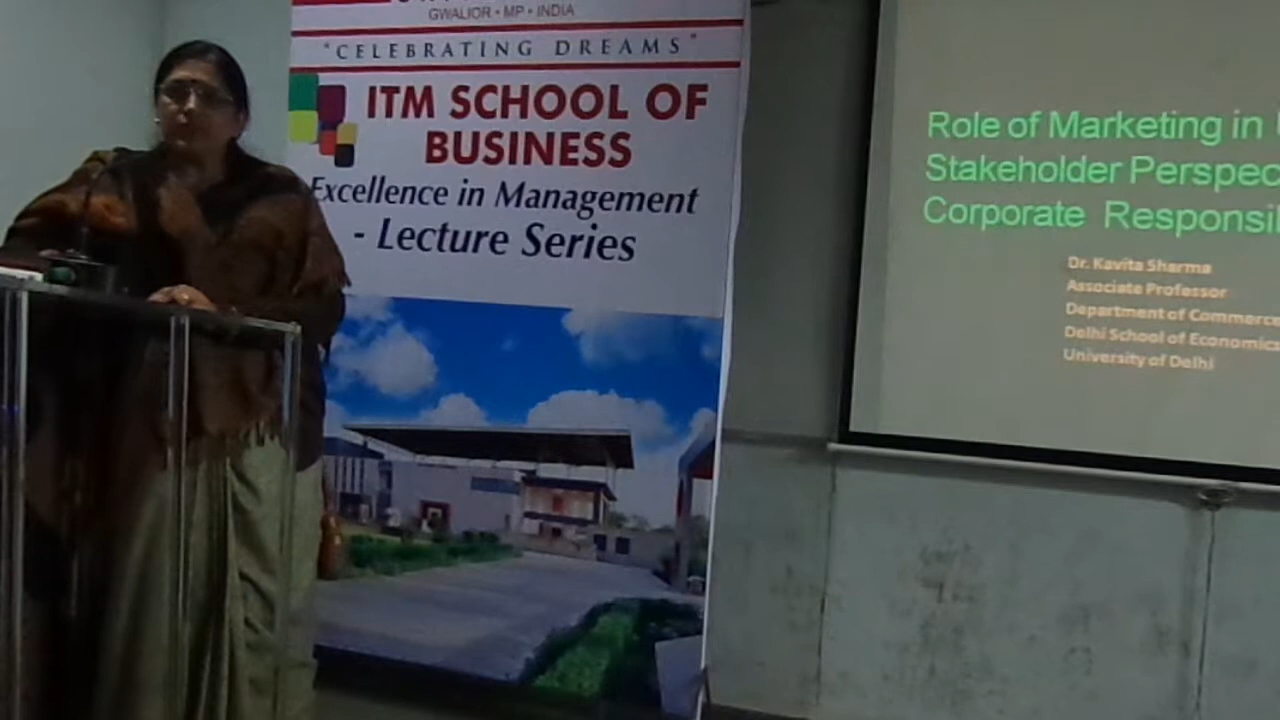 GWALIOR • MP • INDIA
"CELEBRATING DREAMS"
ITM SCHOOL OF
BUSINESS
Excellence in Management
- Lecture Series
Role of Marketing in
Stakeholder Perspec
Corporate Responsi
Dr. Kavita Sharma
Associate Professor
Department of Commerce
Delhi School of Economics
University of Delhi